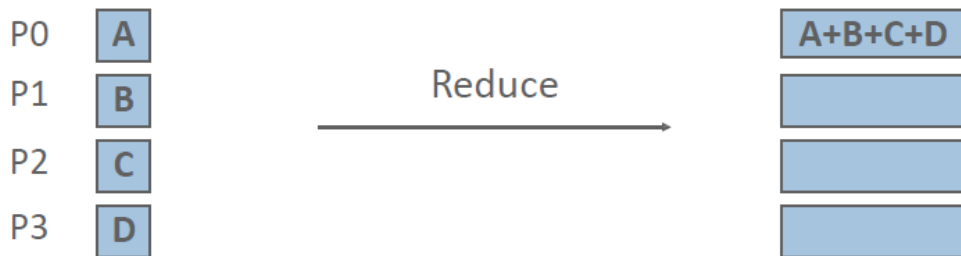 P0 A A+B+C+D
P1 B
Reduce
P2 C
P3 D